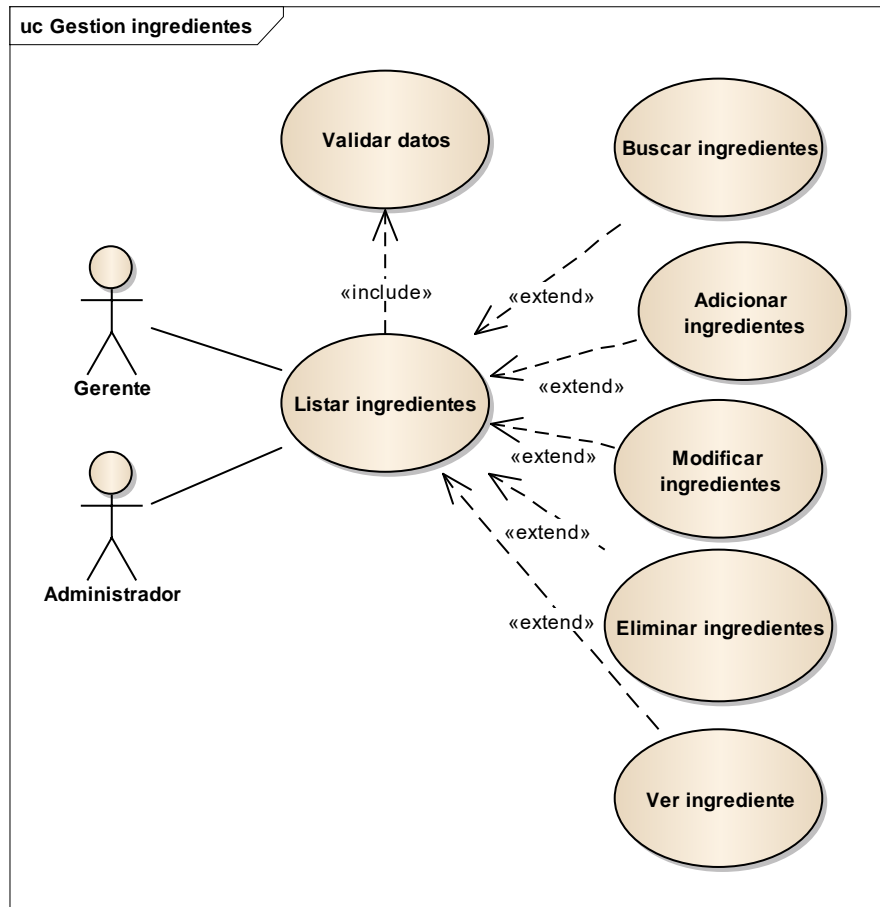 uc Gestion ingredientes
Validar datos
Buscar ingredientes
«include»
«extend»
Adicionar
ingredientes
Gerente
«extend»
Listar ingredientes
«extend»
Modificar
ingredientes
Administrador
«extend»
Eliminar ingredientes
«extend»
Ver ingrediente